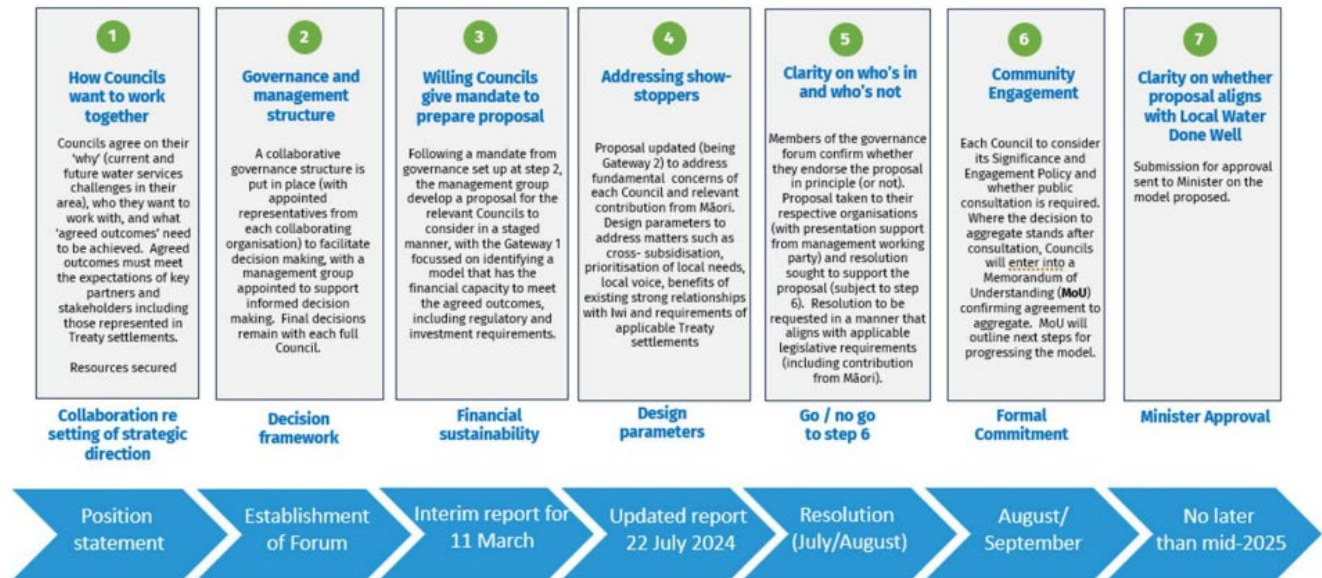 1
How Councils
want to work
together
Councils agree on their
'why' (current and
future water services
challenges in their
area), who they want to
work with, and what
'agreed outcomes' need
to be achieved. Agreed
outcomes must meet
the expectations of key
partners and
stakeholders including
those represented in
Treaty settlements.
Resources secured
Collaboration re
setting of strategic
direction
2
Governance and
management
structure
A collaborative
governance structure is
put in place (with
appointed
representatives from
each collaborating
organisation) to facilitate
decision making, with a
management group
appointed to support
informed decision
making. Final decisions
remain with each full
Council.
Decision
framework
3
Willing Councils
give mandate to
prepare proposal
Following a mandate from
governance set up at step 2,
the management group
develop a proposal for the
relevant Councils to
consider in a staged
manner, with the Gateway 1
focussed on identifying a
model that has the
financial capacity to meet
the agreed outcomes,
including regulatory and
investment requirements.
Financial
sustainability
4
Addressing show-
stoppers
Proposal updated (being
Gateway 2) to address
fundamental concerns of
each Council and relevant
contribution from Māori.
Design parameters to
address matters such as
cross- subsidisation,
prioritisation of local needs,
local voice, benefits of
existing strong relationships
with Iwi and requirements of
applicable Treaty
settlements
Design
parameters
5
Clarity on who's in
and who's not
Members of the governance
forum confirm whether
they endorse the proposal
in principle (or not).
Proposal taken to their
respective organisations
(with presentation support
from management working
party) and resolution
sought to support the
proposal (subject to step
6). Resolution to be
requested in a manner that
aligns with applicable
legislative requirements
(including contribution
from Māori).
Go / no go
to step 6
6
Community
Engagement
Each Council to consider
its Significance and
Engagement Policy and
whether public
consultation is required.
Where the decision to
aggregate stands after
consultation, Councils
will enter into a
Memorandum of
Understanding (MoU)
confirming agreement to
aggregate. MoU will
outline next steps for
progressing the model.
Formal
Commitment
7
Clarity on whether
proposal aligns
with Local Water
Done Well
Submission for approval
sent to Minister on the
model proposed.
Minister Approval
Position
statement
Establishment
of Forum
Interim report for
11 March
Updated report
22 July 2024
Resolution
(July/August)
August/
September
No later
than mid-2025